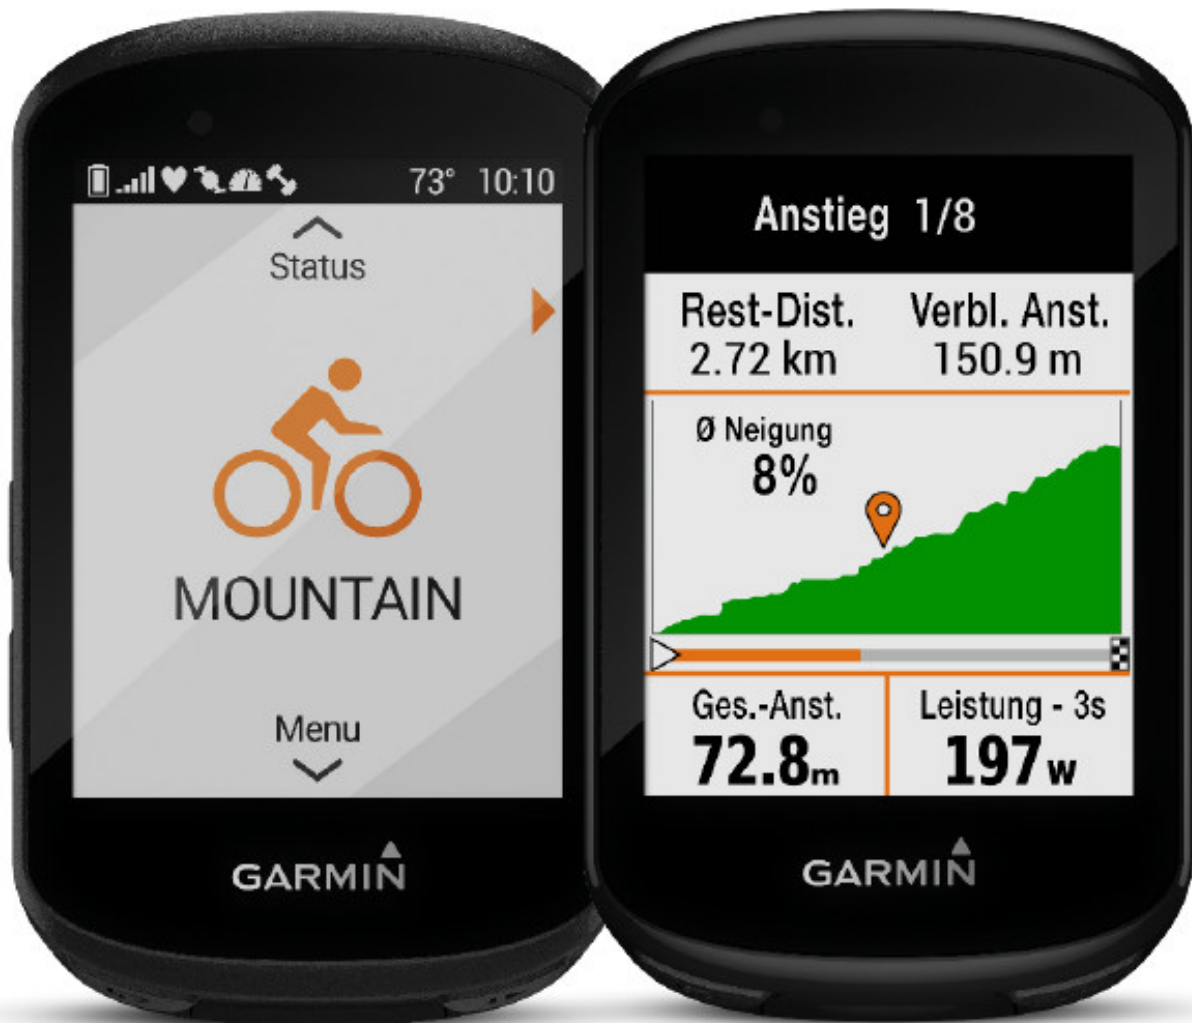 73° 10:10
Status
MOUNTAIN
Menu
GARMIN
Anstieg 1/8
Rest-Dist. Verbl. Anst.
2.72 km 150.9 m
Ø Neigung
8%
Ges.-Anst. Leistung - 3s
72.8m 197w
GARMIN